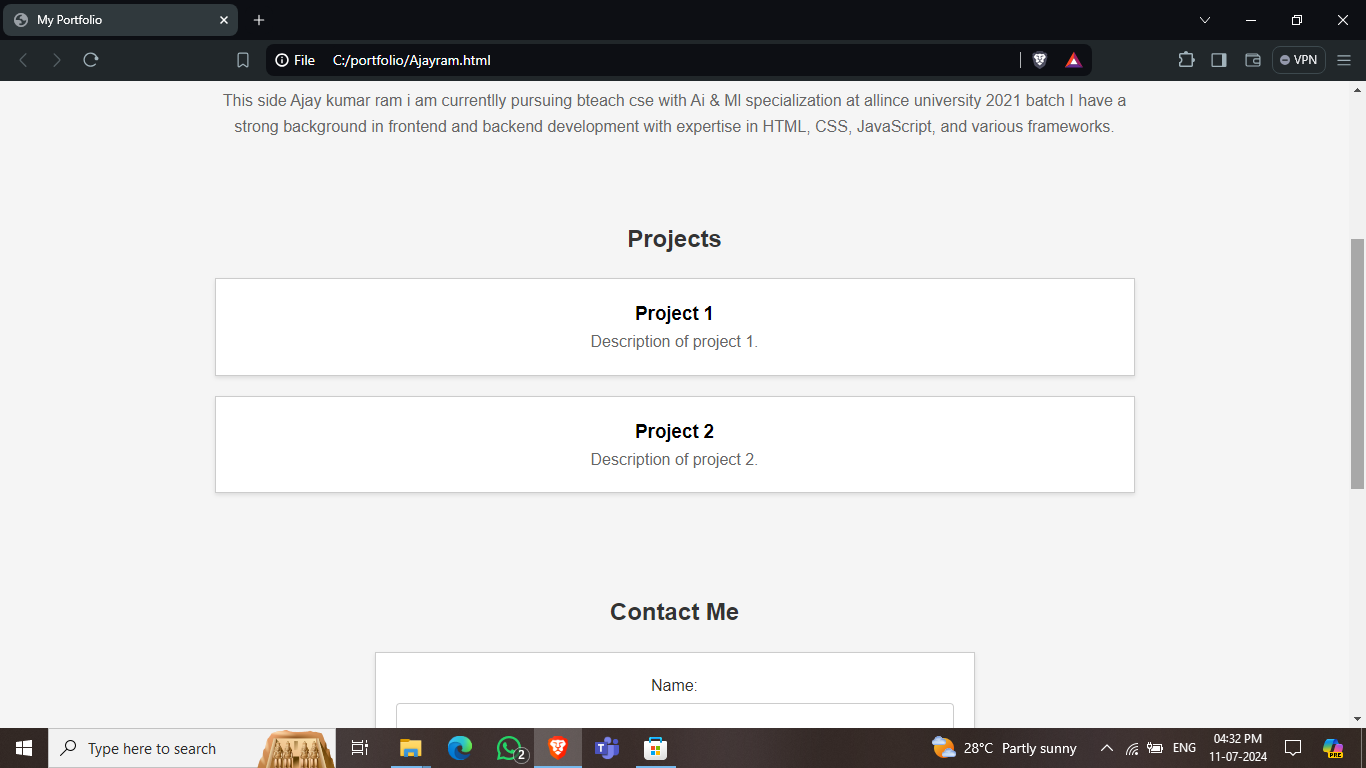 My Portfolio
File C:/portfolio/Ajayram.html
VPN
This side Ajay kumar ram i am currentlly pursuing bteach cse with Ai & Ml specialization at allince university 2021 batch I have a
strong background in frontend and backend development with expertise in HTML, CSS, JavaScript, and various frameworks.
Projects
Project 1
Description of project 1.
Project 2
Description of project 2.
Contact Me
Name:
Type here to search
2
28°C Partly sunny
ENG
04:32 PM
11-07-2024
PRE